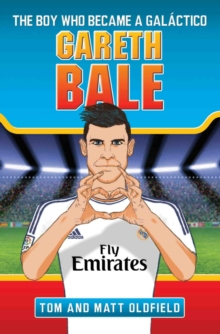 THE BOY WHO BECAME A GALÁCTICO
GARETH
BALE
Fly
Emirates
TOM AND MATT OLDFIELD